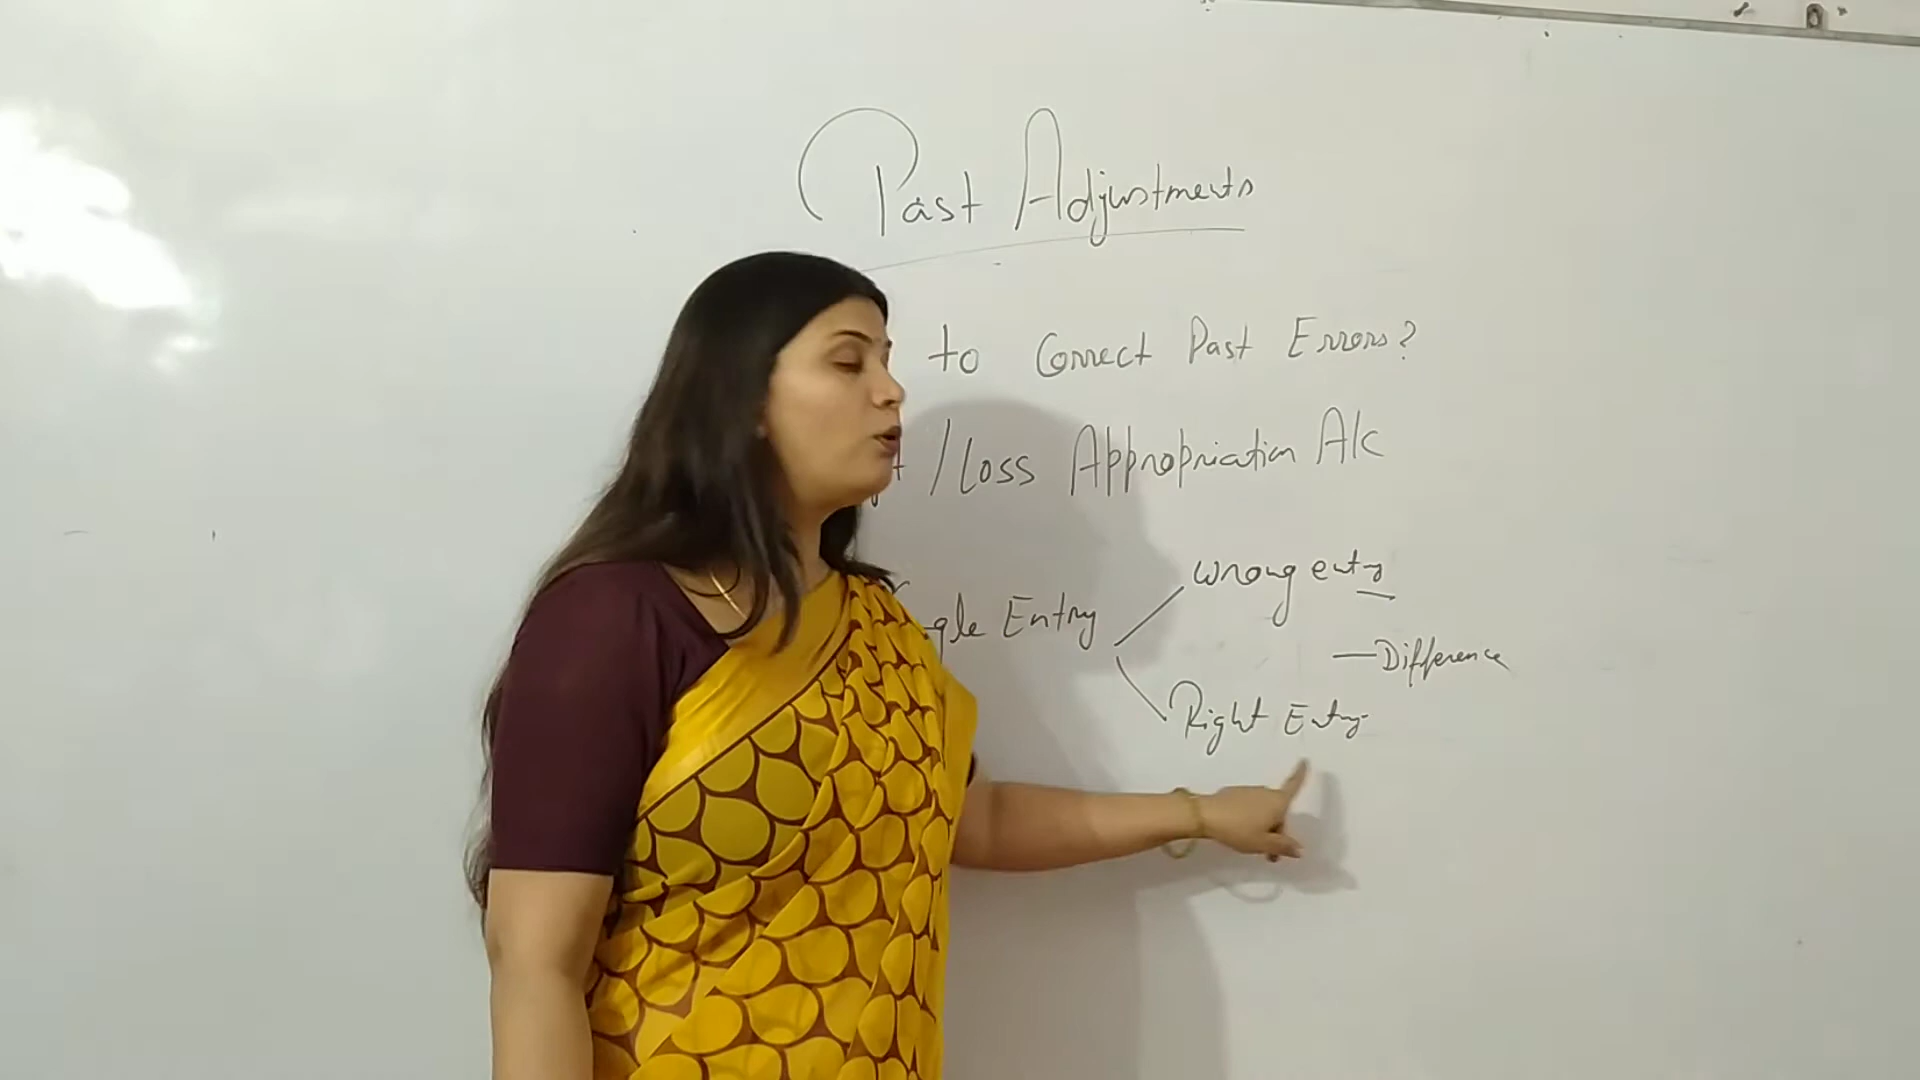 Past Adjustments
to Correct Past Errors?
/Loss Appropriation A/c
Entry
Wrong entry
Difference
Right Entry